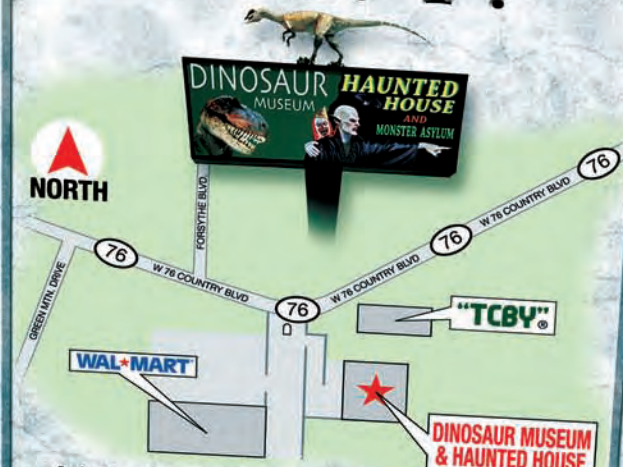 DINOSAUR
MUSEUM
HAUNTED
HOUSE
AND
MONSTER ASYLUM
NORTH
76
W 76 COUNTRY BLVD
76
W 76 COUNTRY BLVD
FORSYTHE BLVD
GREEN MTN. DRIVE
76
W 76 COUNTRY BLVD
76
"TCBY"®
WAL★MART
DINOSAUR MUSEUM
& HAUNTED HOUSE